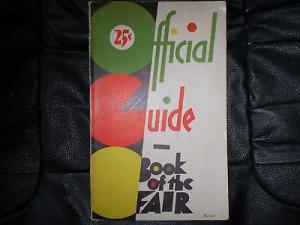 25¢
Official
Guide
Book
of the
FAIR